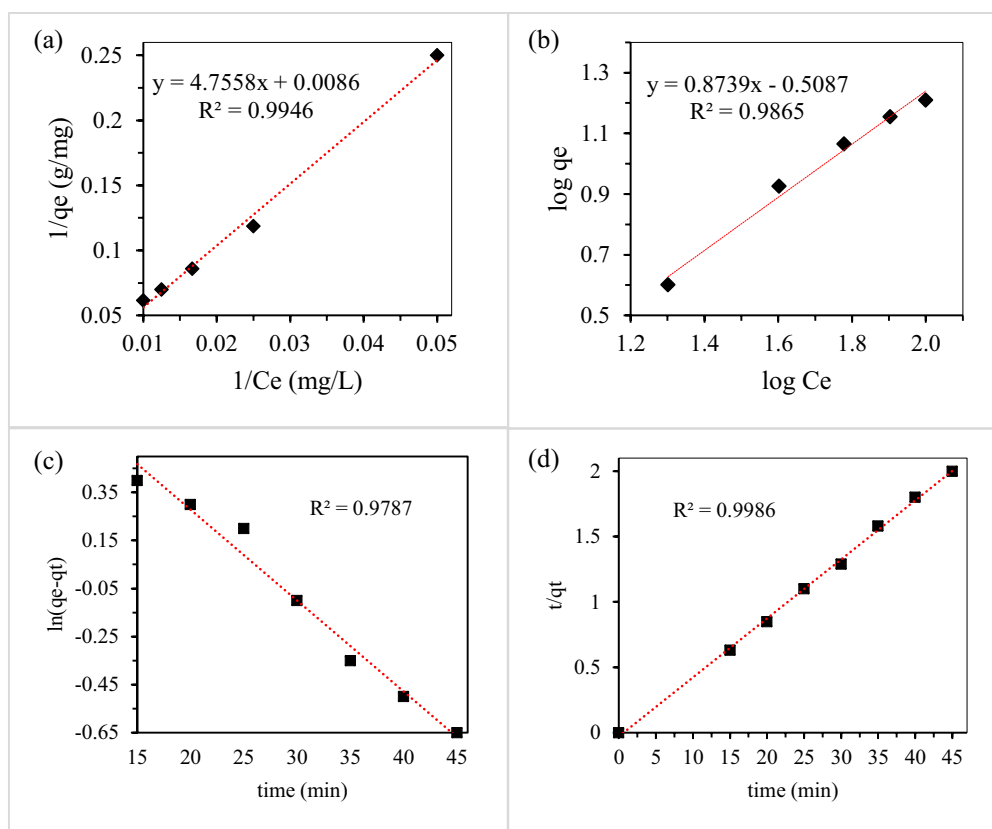 (a)
y = 4.7558x + 0.0086
R² = 0.9946
1/qe (g/mg)
0.25
0.2
0.15
0.1
0.05
0.01 0.02 0.03 0.04 0.05
1/Ce (mg/L)
(b)
y = 0.8739x - 0.5087
R² = 0.9865
log qe
1.3
1.1
0.9
0.7
0.5
1.2 1.4 1.6 1.8 2.0
log Ce
(c)
R² = 0.9787
ln(qe-qt)
0.35
0.15
-0.05
-0.25
-0.45
-0.65
15 20 25 30 35 40 45
time (min)
(d)
R² = 0.9986
t/qt
2
1.5
1
0.5
0
0 5 10 15 20 25 30 35 40 45
time (min)